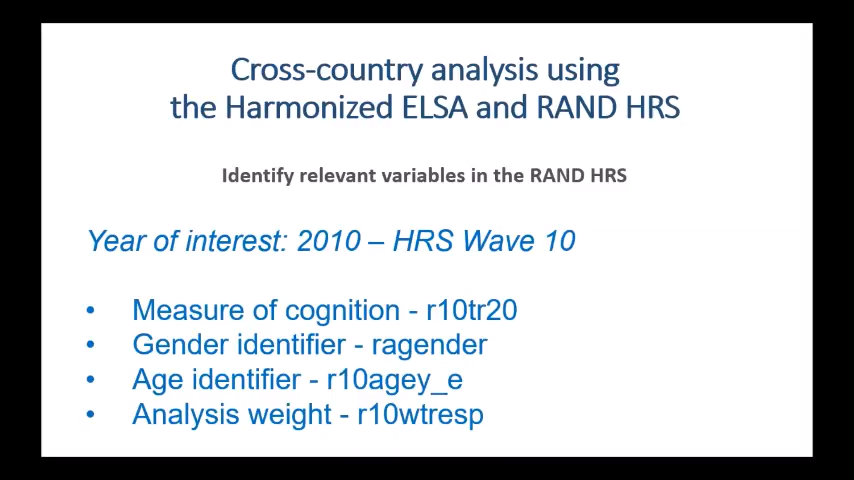 Cross-country analysis using
the Harmonized ELSA and RAND HRS
Identify relevant variables in the RAND HRS
Year of interest: 2010 – HRS Wave 10
• Measure of cognition - r10tr20
• Gender identifier - ragender
• Age identifier - r10agey_e
• Analysis weight - r10wtresp